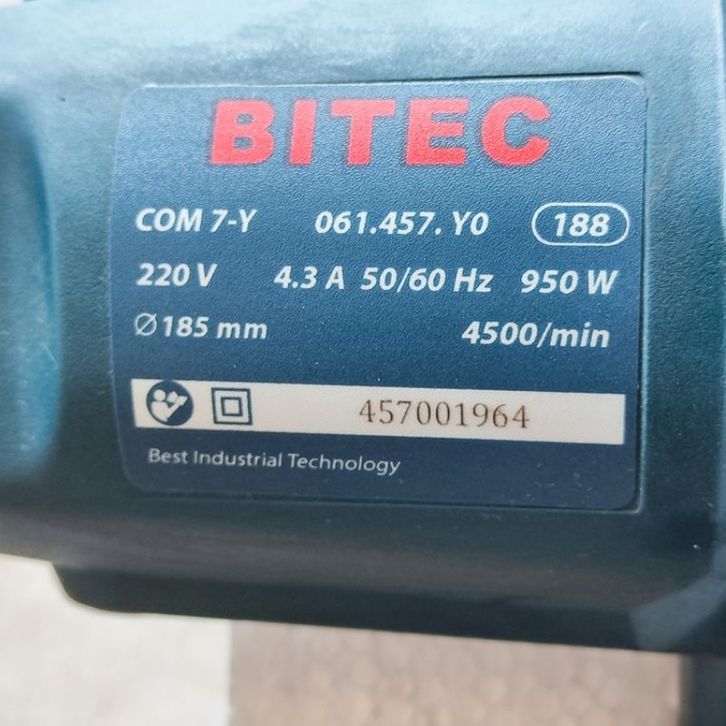 BITEC
COM 7-Y 061.457. Y0 188
220 V 4.3 A 50/60 Hz 950 W
Ø 185 mm 4500/min
457001964
Best Industrial Technology